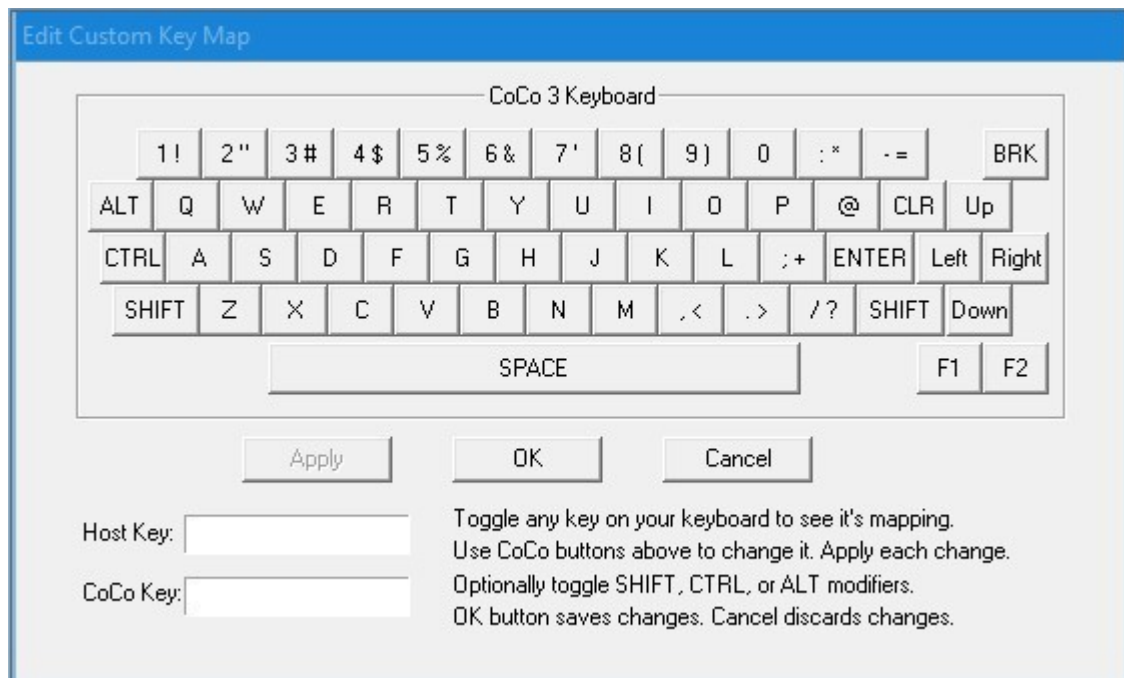 Edit Custom Key Map
CoCo 3 Keyboard
1 ! 2 " 3 # 4 $ 5 % 6 & 7 ' 8 ( 9 ) 0 : * - = BRK
ALT Q W E R T Y U I O P @ CLR Up
CTRL A S D F G H J K L ; + ENTER Left Right
SHIFT Z X C V B N M , < . > / ? SHIFT Down
SPACE F1 F2
Apply OK Cancel
Host Key:
CoCo Key:
Toggle any key on your keyboard to see it's mapping.
Use CoCo buttons above to change it. Apply each change.
Optionally toggle SHIFT, CTRL, or ALT modifiers.
OK button saves changes. Cancel discards changes.